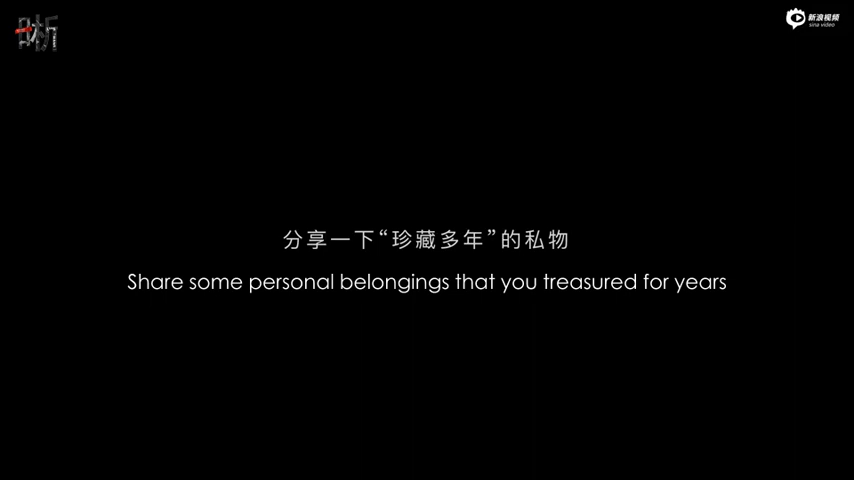 晰
新浪视频
sina video
分享一下“珍藏多年”的私物
Share some personal belongings that you treasured for years